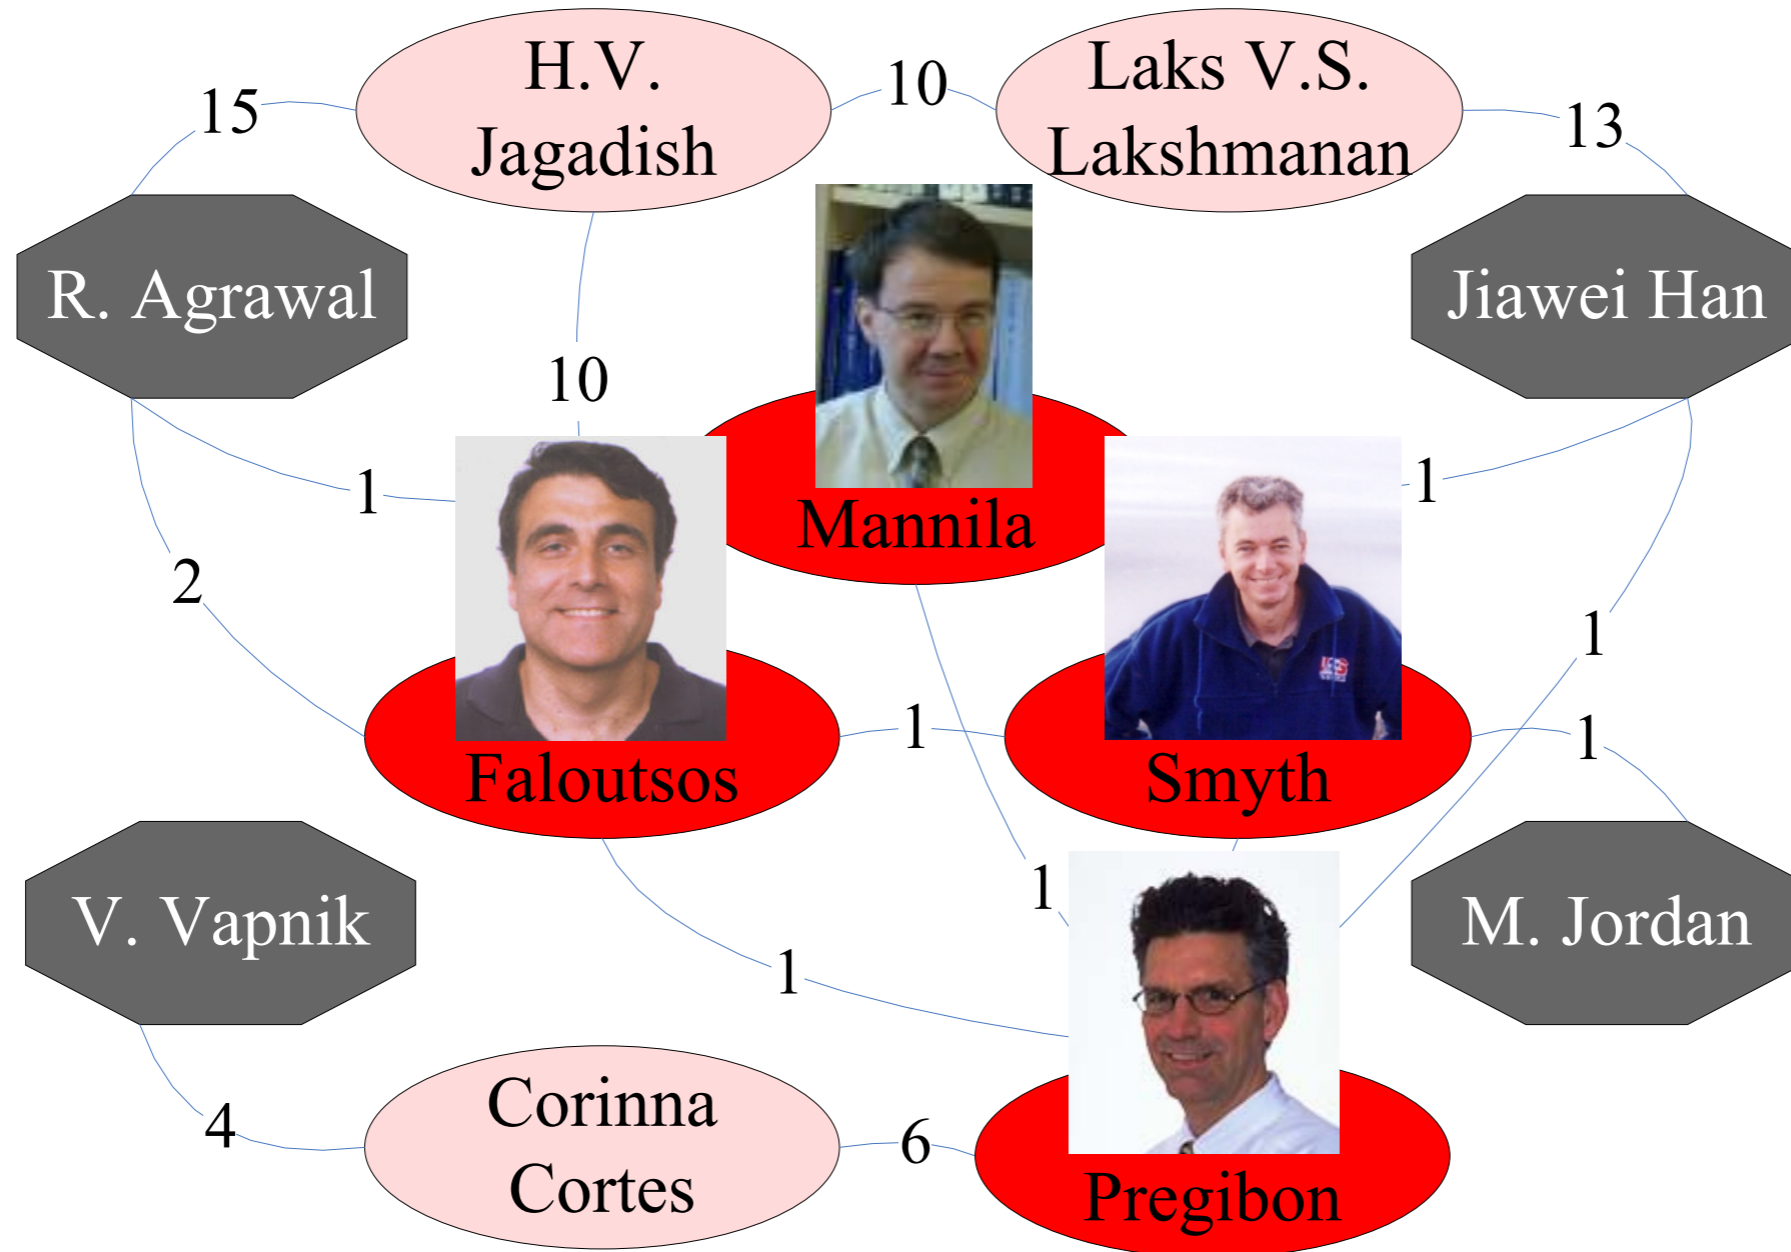 H.V.
Jagadish
10
Laks V.S.
Lakshmanan
15
13
R. Agrawal
Jiawei Han
10
1
1
Mannila
2
1
1
1
Faloutsos
Smyth
V. Vapnik
1
M. Jordan
1
4
Corinna
Cortes
6
Pregibon